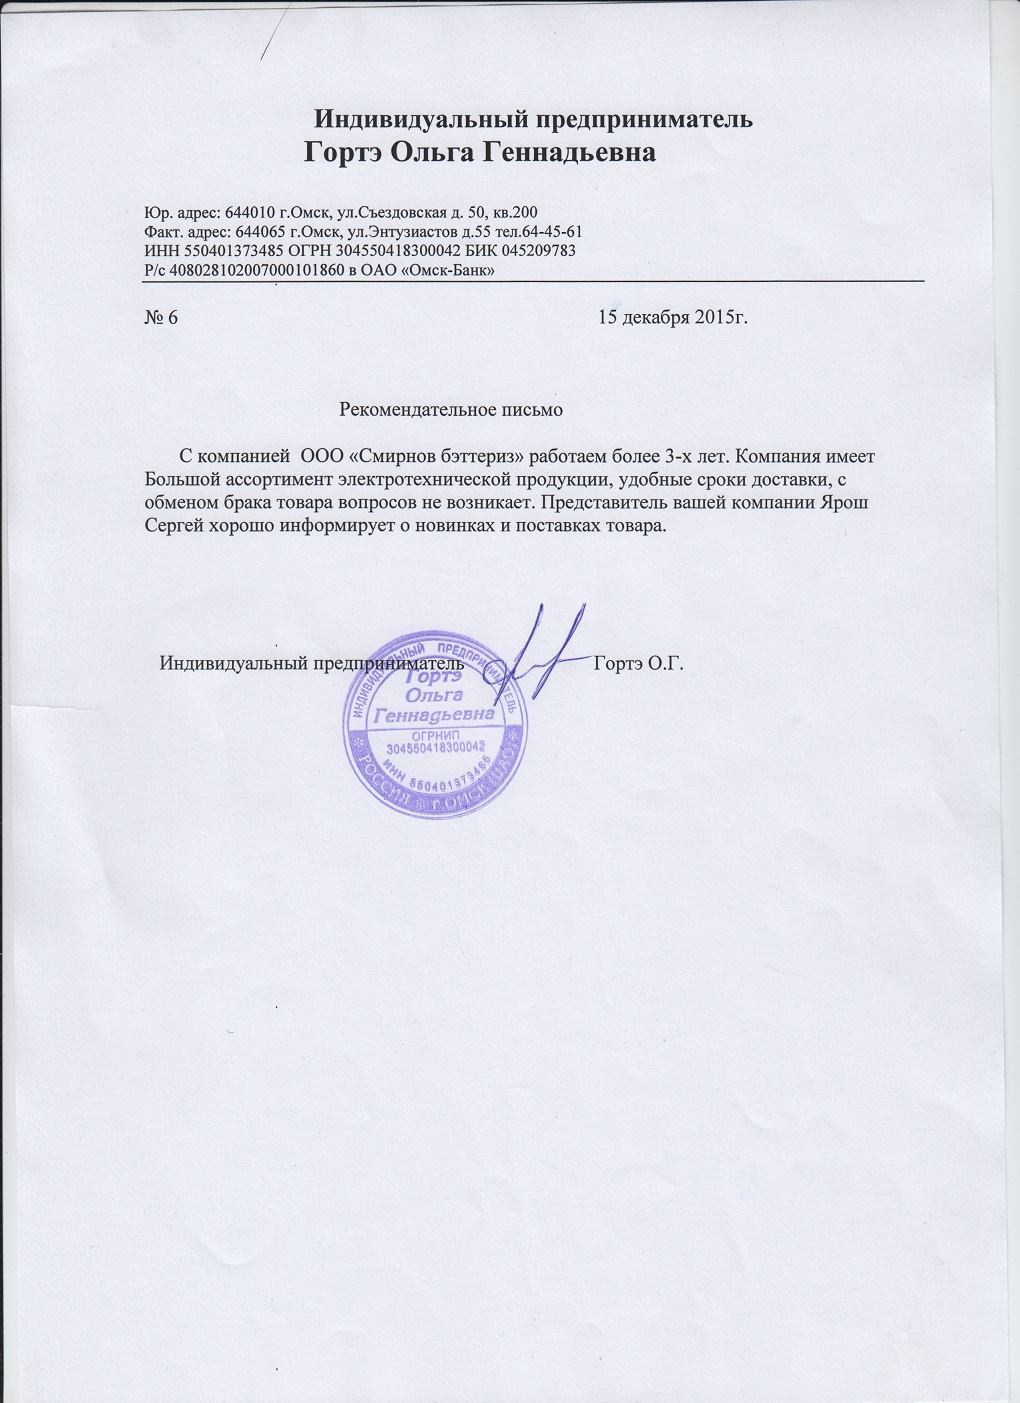 Индивидуальный предприниматель
Гортэ Ольга Геннадьевна
Юр. адрес: 644010 г.Омск, ул.Съездовская д. 50, кв.200
Факт. адрес: 644065 г.Омск, ул.Энтузиастов д.55 тел.64-45-61
ИНН 550401373485 ОГРН 304550418300042 БИК 045209783
Р/с 408028102007000101860 в ОАО «Омск-Банк»
№ 6 15 декабря 2015г.
Рекомендательное письмо
С компанией ООО «Смирнов бэттериз» работаем более 3-х лет. Компания имеет
Большой ассортимент электротехнической продукции, удобные сроки доставки, с
обменом брака товара вопросов не возникает. Представитель вашей компании Ярош
Сергей хорошо информирует о новинках и поставках товара.
Индивидуальный предприниматель Гортэ О.Г.
ИНДИВИДУАЛЬНЫЙ ПРЕДПРИНИМАТЕЛЬ
Гортэ
Ольга
Геннадьевна
ОГРНИП
304550418300042
ИНН 550401373485
РОССИЯ г.ОМСК